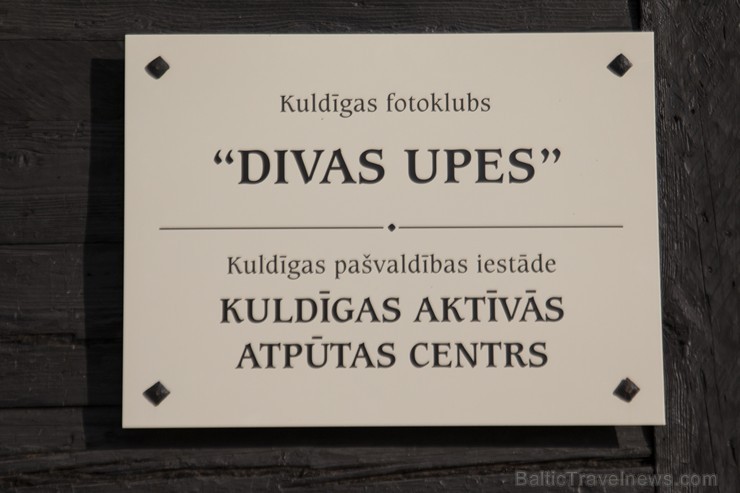 Kuldīgas fotoklubs
“DIVAS UPES”
Kuldīgas pašvaldības iestāde
KULDĪGAS AKTĪVĀS
ATPŪTAS CENTRS
BalticTravelnews.com